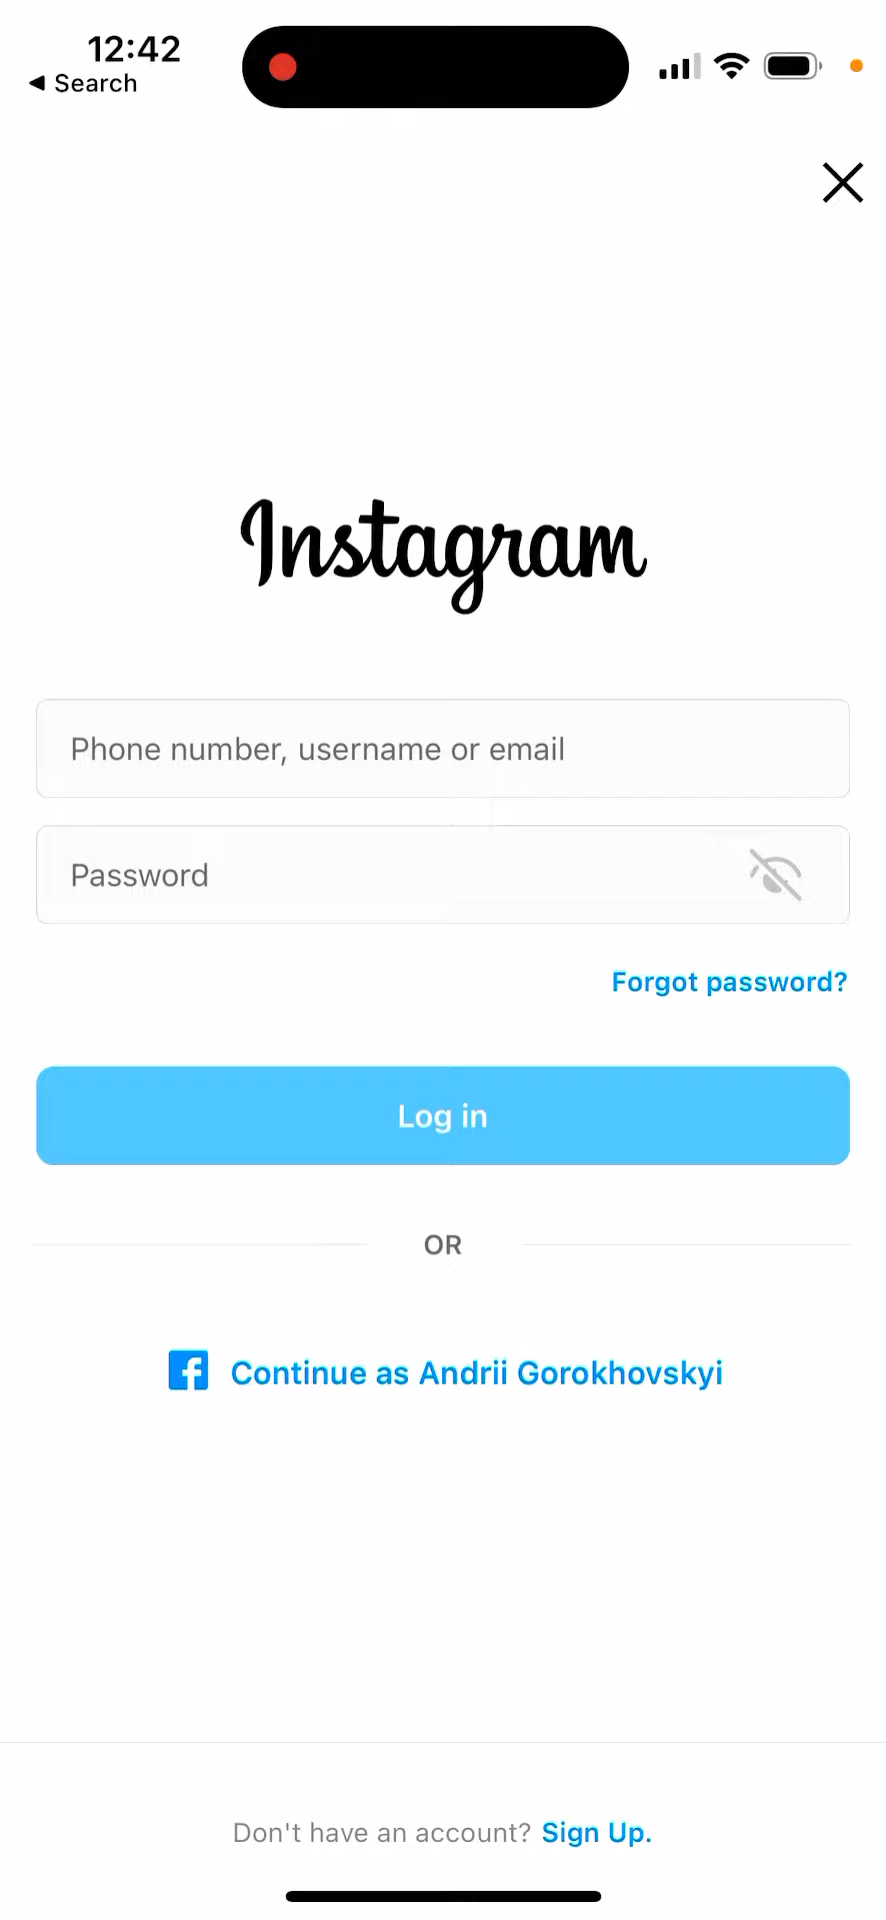 12:42
◀ Search
Instagram
Phone number, username or email
Password
Forgot password?
Log in
OR
Continue as Andrii Gorokhovskyi
Don't have an account? Sign Up.